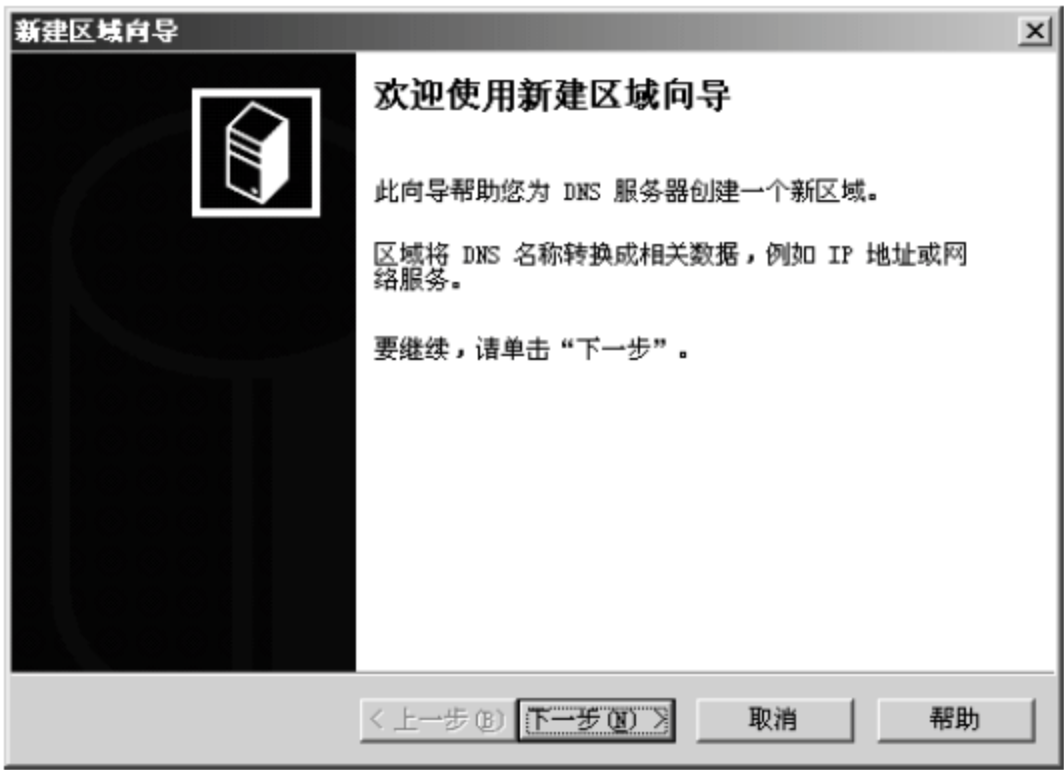 新建区域向导
欢迎使用新建区域向导
此向导帮助您为 DNS 服务器创建一个新区域。
区域将 DNS 名称转换成相关数据，例如 IP 地址或网
络服务。
要继续，请单击“下一步”。
< 上一步(B) 下一步(N) > 取消 帮助